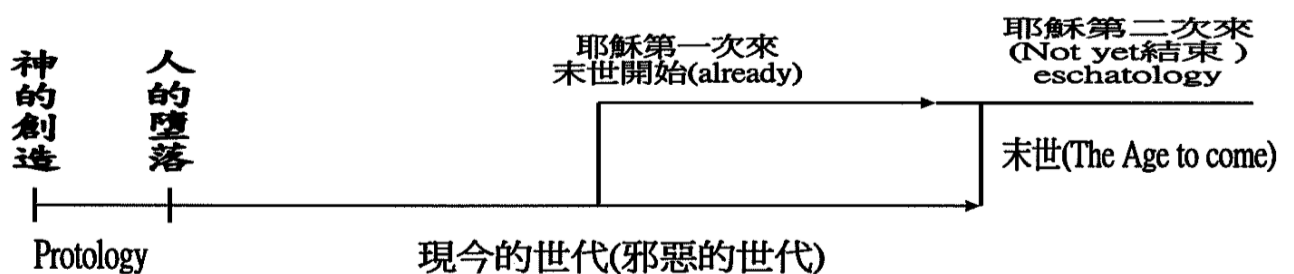 神的創造
人的墮落
耶穌第一次來
末世開始(already)
耶穌第二次來
(Not yet結束)
eschatology
末世(The Age to come)
Protology
現今的世代(邪惡的世代)